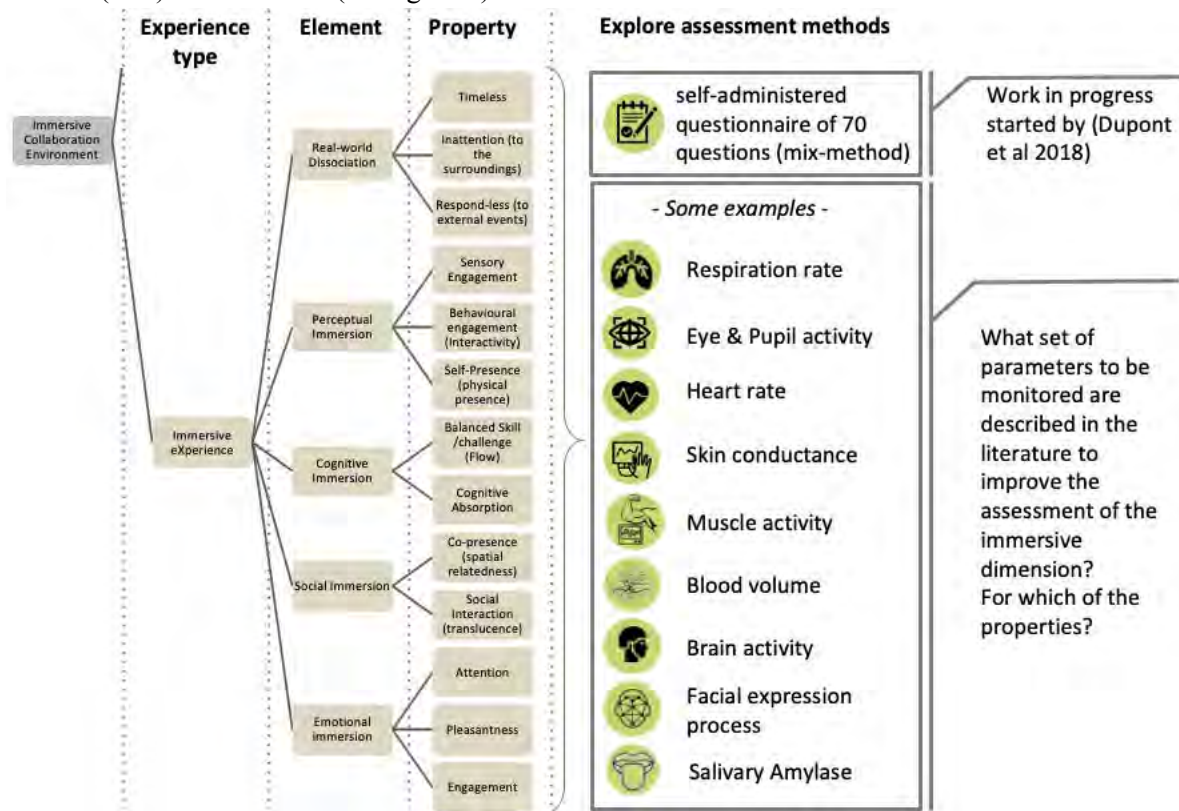 Experience
type
Element
Property
Explore assessment methods
Immersive
Collaboration
Environment
Immersive
eXperience
Real-world
Dissociation
Perceptual
Immersion
Cognitive
Immersion
Social Immersion
Emotional
immersion
Timeless
Inattention (to
the
surroundings)
Respond-less (to
external events)
Sensory
Engagement
Behavioural
engagement
(Interactivity)
Self-Presence
(physical
presence)
Balanced Skill
/challenge
(Flow)
Cognitive
Absorption
Co-presence
(spatial
relatedness)
Social
Interaction
(translucence)
Attention
Pleasantness
Engagement
self-administered
questionnaire of 70
questions (mix-method)
- Some examples -
Respiration rate
Eye & Pupil activity
Heart rate
Skin conductance
Muscle activity
Blood volume
Brain activity
Facial expression
process
Salivary Amylase
Work in progress
started by (Dupont
et al 2018)
What set of
parameters to be
monitored are
described in the
literature to
improve the
assessment of the
immersive
dimension?
For which of the
properties?